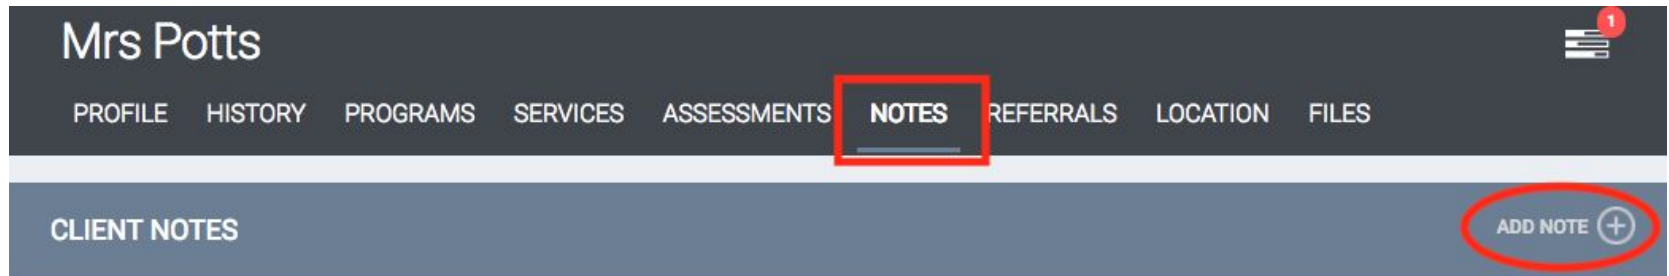 Mrs Potts
1
PROFILE HISTORY PROGRAMS SERVICES ASSESSMENTS NOTES REFERRALS LOCATION FILES
CLIENT NOTES ADD NOTE